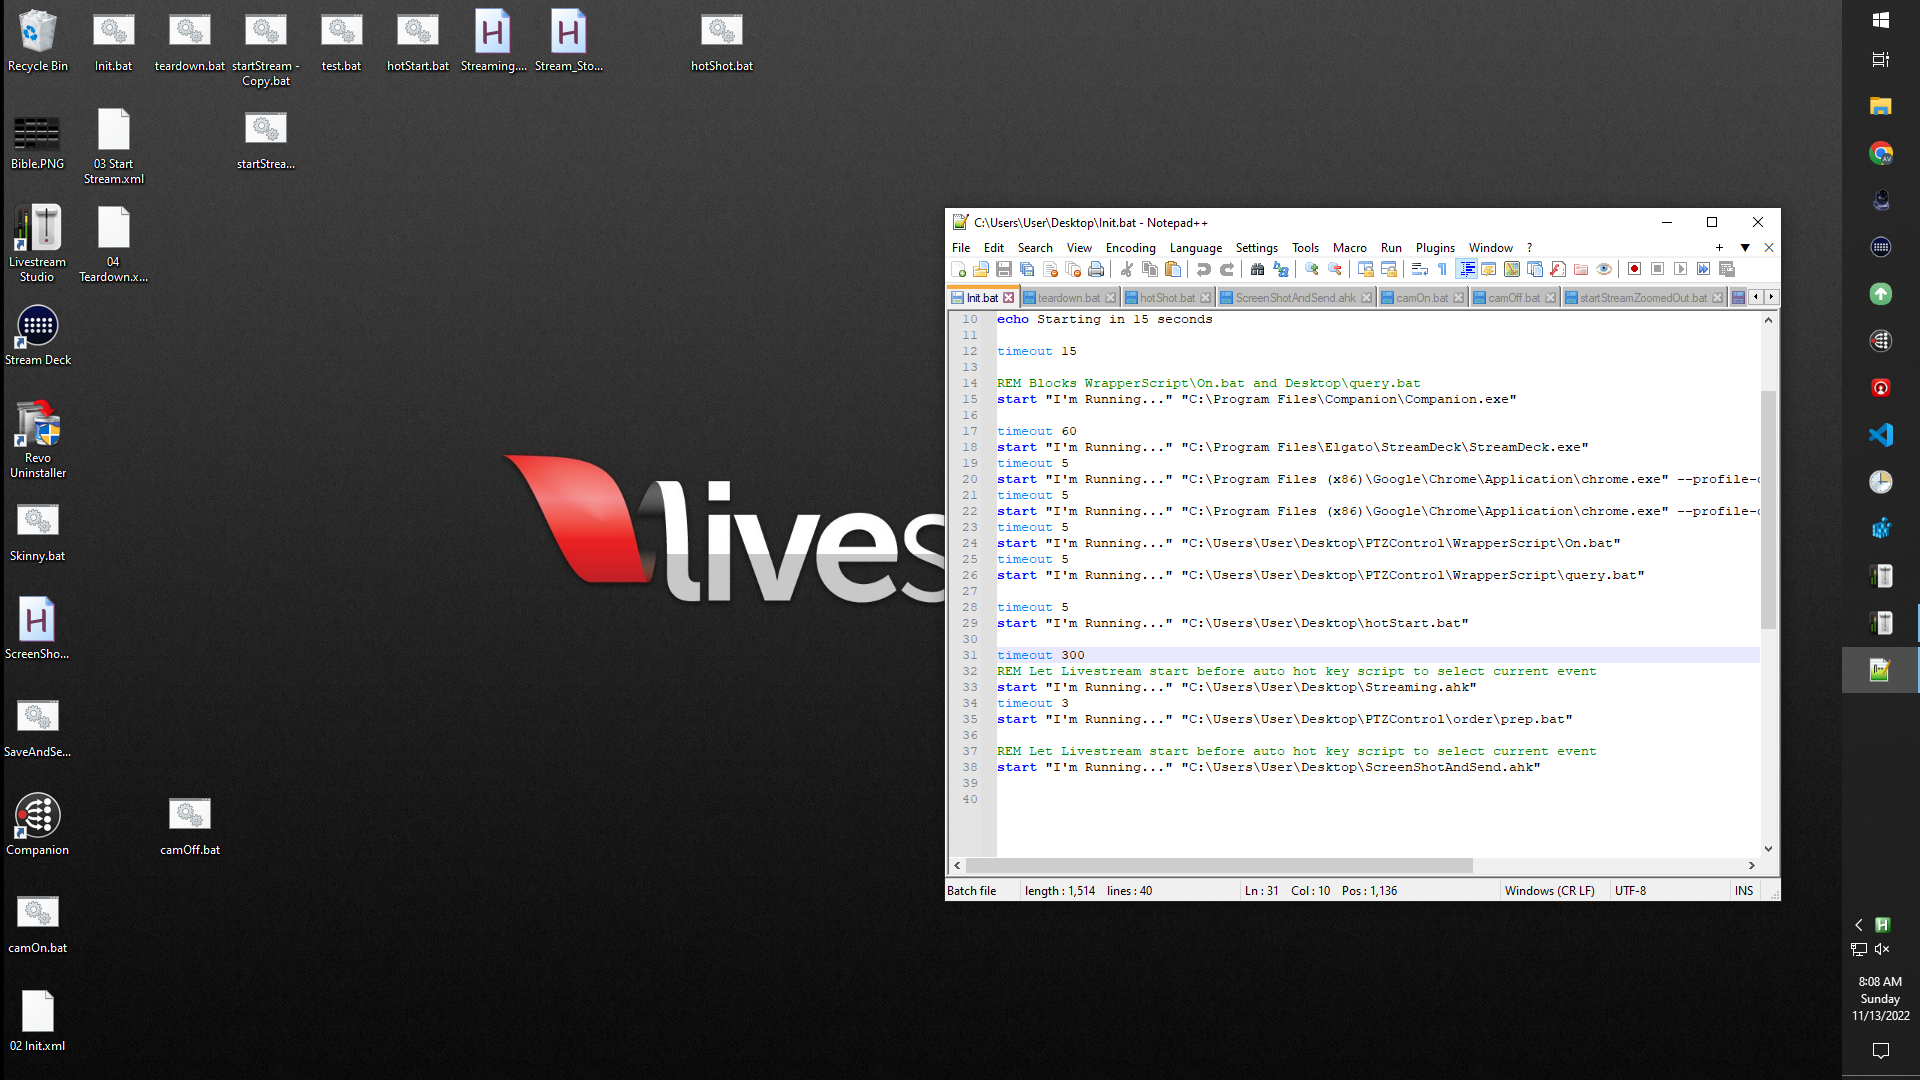 Recycle Bin
Init.bat
teardown.bat
startStream -
Copy.bat
test.bat
hotStart.bat
Streaming....
Stream_Sto...
hotShot.bat
Bible.PNG
03 Start
Stream.xml
startStrea...
Livestream
Studio
04
Teardown.x...
Stream Deck
Revo
Uninstaller
Skinny.bat
ScreenSho...
SaveAndSe...
Companion
camOff.bat
camOn.bat
02 Init.xml
lives
C:\Users\User\Desktop\Init.bat - Notepad++
File Edit Search View Encoding Language Settings Tools Macro Run Plugins Window ?
Init.bat teardown.bat hotShot.bat ScreenShotAndSend.ahk camOn.bat camOff.bat startStreamZoomedOut.bat
10 echo Starting in 15 seconds
11
12 timeout 15
13
14 REM Blocks WrapperScript\On.bat and Desktop\query.bat
15 start "I'm Running..." "C:\Program Files\Companion\Companion.exe"
16
17 timeout 60
18 start "I'm Running..." "C:\Program Files\Elgato\StreamDeck\StreamDeck.exe"
19 timeout 5
20 start "I'm Running..." "C:\Program Files (x86)\Google\Chrome\Application\chrome.exe" --profile-
21 timeout 5
22 start "I'm Running..." "C:\Program Files (x86)\Google\Chrome\Application\chrome.exe" --profile-
23 timeout 5
24 start "I'm Running..." "C:\Users\User\Desktop\PTZControl\WrapperScript\On.bat"
25 timeout 5
26 start "I'm Running..." "C:\Users\User\Desktop\PTZControl\WrapperScript\query.bat"
27
28 timeout 5
29 start "I'm Running..." "C:\Users\User\Desktop\hotStart.bat"
30
31 timeout 300
32 REM Let Livestream start before auto hot key script to select current event
33 start "I'm Running..." "C:\Users\User\Desktop\Streaming.ahk"
34 timeout 3
35 start "I'm Running..." "C:\Users\User\Desktop\PTZControl\order\prep.bat"
36
37 REM Let Livestream start before auto hot key script to select current event
38 start "I'm Running..." "C:\Users\User\Desktop\ScreenShotAndSend.ahk"
39
40
Batch file length : 1,514 lines : 40 Ln : 31 Col : 10 Pos : 1,136 Windows (CR LF) UTF-8 INS
8:08 AM
Sunday
11/13/2022